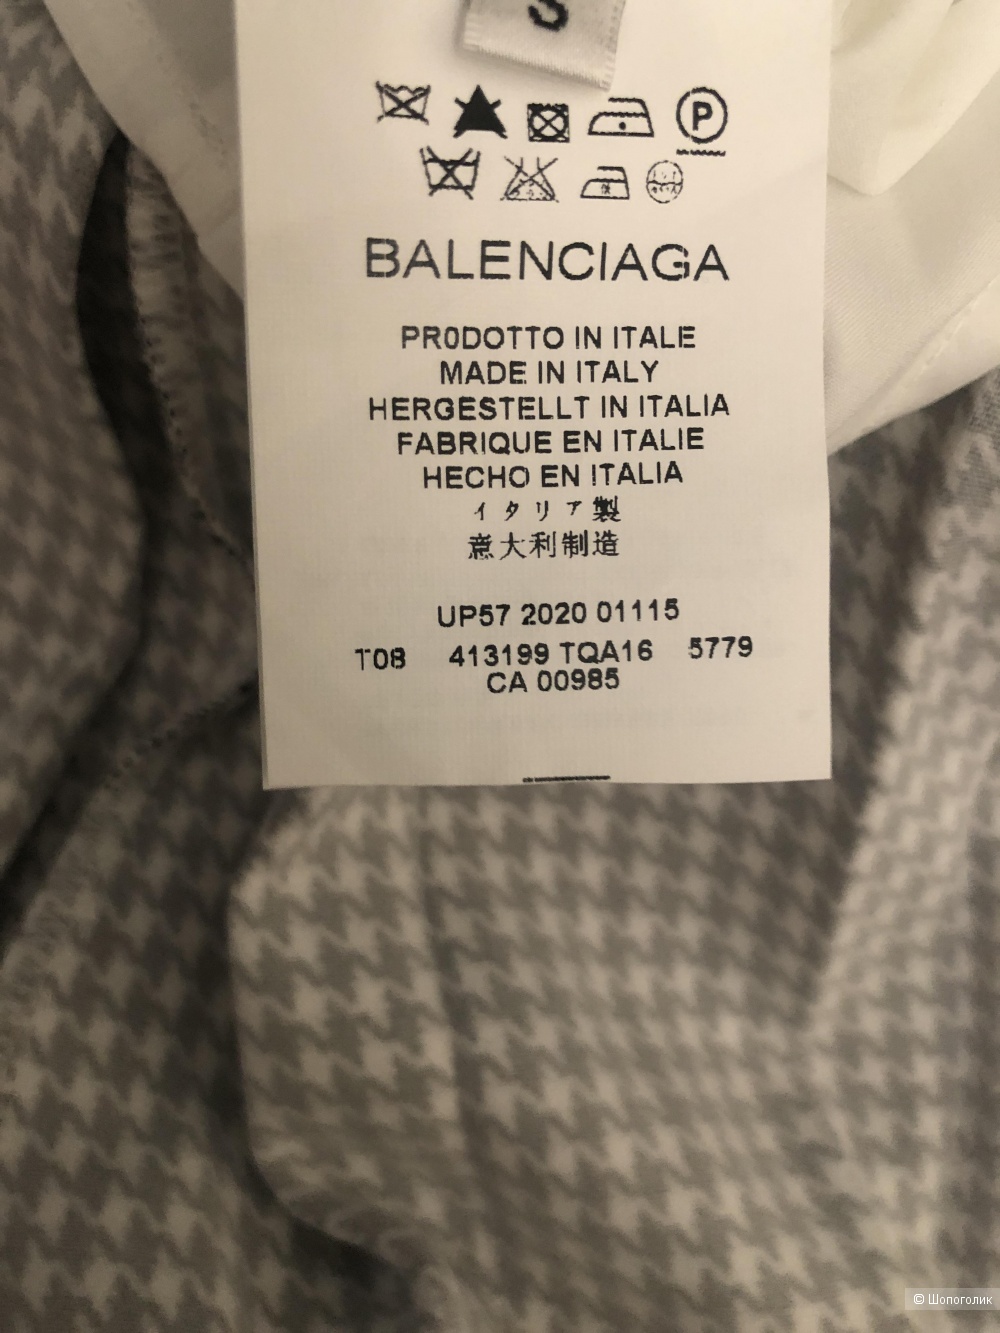 S
P
BALENCIAGA
PRODOTTO IN ITALE
MADE IN ITALY
HERGESTELLT IN ITALIA
FABRIQUE EN ITALIE
HECHO EN ITALIA
イタリア製
意大利制造
UP57 2020 01115
T08 413199 TQA16 5779
CA 00985
© Шопоголик